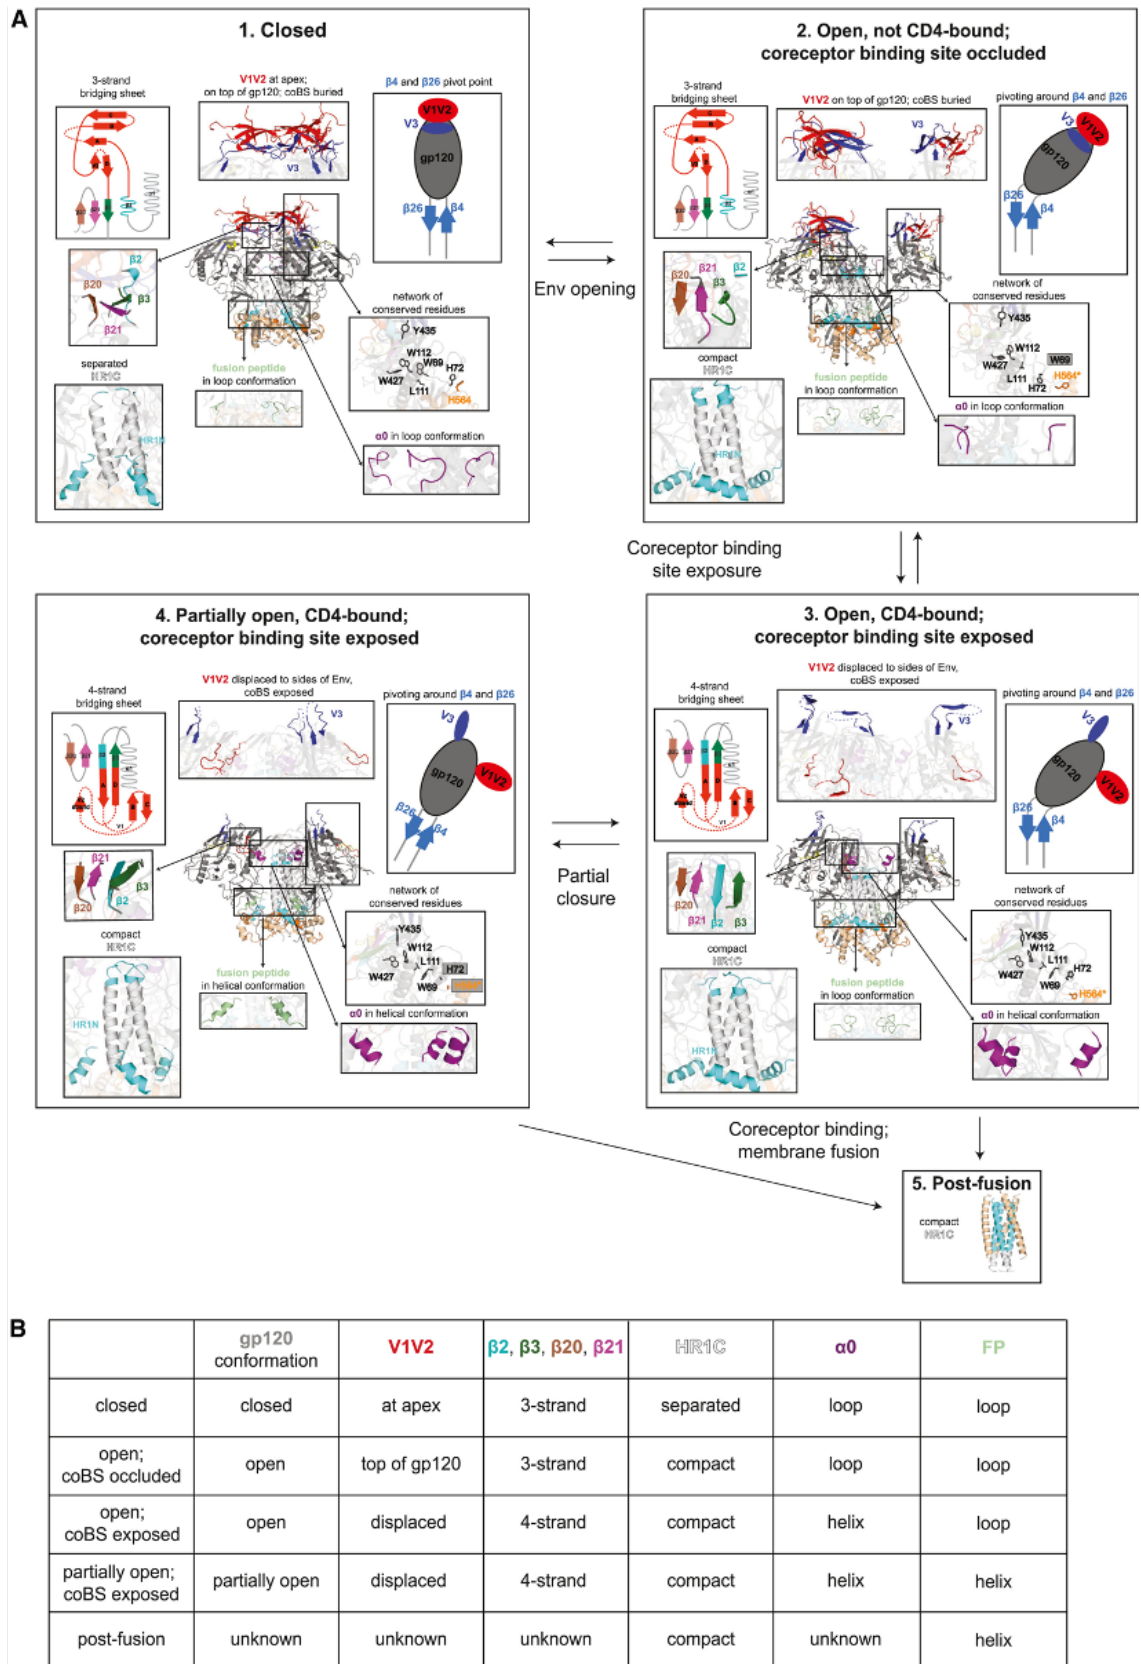 A
1. Closed
3-strand
bridging sheet
V1V2 at apex;
on top of gp120; coBS buried
β4 and β26 pivot point
V3
V1V2
V3
gp120
β26
β4
β2
β20
β3
β21
separated
HR1C
HR1N
fusion peptide
in loop conformation
network of
conserved residues
Y435
W112
W69
H72
W427
L111
H564
α0 in loop conformation
Env opening
2. Open, not CD4-bound;
coreceptor binding site occluded
3-strand
bridging sheet
V1V2 on top of gp120; coBS buried
V3
pivoting around β4 and β26
V3
V1V2
gp120
β26
β4
β20
β21
β2
β3
compact
HR1C
HR1N
fusion peptide
in loop conformation
network of
conserved residues
Y435
W112
W69
W427
L111
H72
H564*
α0 in loop conformation
Coreceptor binding
site exposure
4. Partially open, CD4-bound;
coreceptor binding site exposed
4-strand
bridging sheet
V1V2 displaced to sides of Env,
coBS exposed
V3
pivoting around β4 and β26
V3
gp120
V1V2
β26
β4
β21
β3
β20
β2
compact
HR1C
HR1N
fusion peptide
in helical conformation
network of
conserved residues
Y435
W112
L111
H72
W427
W69
α0 in helical conformation
Partial
closure
3. Open, CD4-bound;
coreceptor binding site exposed
4-strand
bridging sheet
V1V2 displaced to sides of Env,
coBS exposed
V3
pivoting around β4 and β26
V3
gp120
V1V2
β26
β4
β20
β21
β2
β3
compact
HR1C
HR1N
fusion peptide
in loop conformation
network of
conserved residues
Y435
W112
L111
W427
H72
W69
H564*
α0 in helical conformation
Coreceptor binding;
membrane fusion
5. Post-fusion
compact
HR1C
B
gp120 conformation V1V2 β2, β3, β20, β21 HR1C α0 FP
closed closed at apex 3-strand separated loop loop
open; coBS occluded open top of gp120 3-strand compact loop loop
open; coBS exposed open displaced 4-strand compact helix loop
partially open; coBS exposed partially open displaced 4-strand compact helix helix
post-fusion unknown unknown unknown compact unknown helix